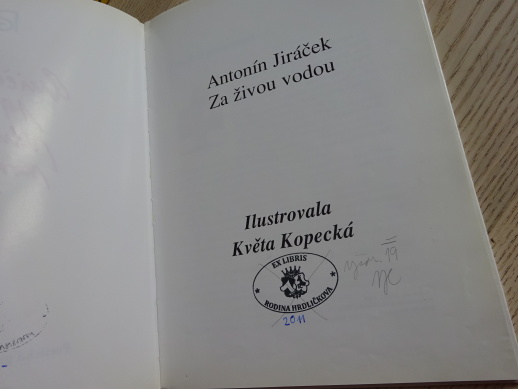 Antonín Jiráček
Za živou vodou
Ilustrovala
Květa Kopecká
EX LIBRIS
RODINA HRDLIČKOVA
2011